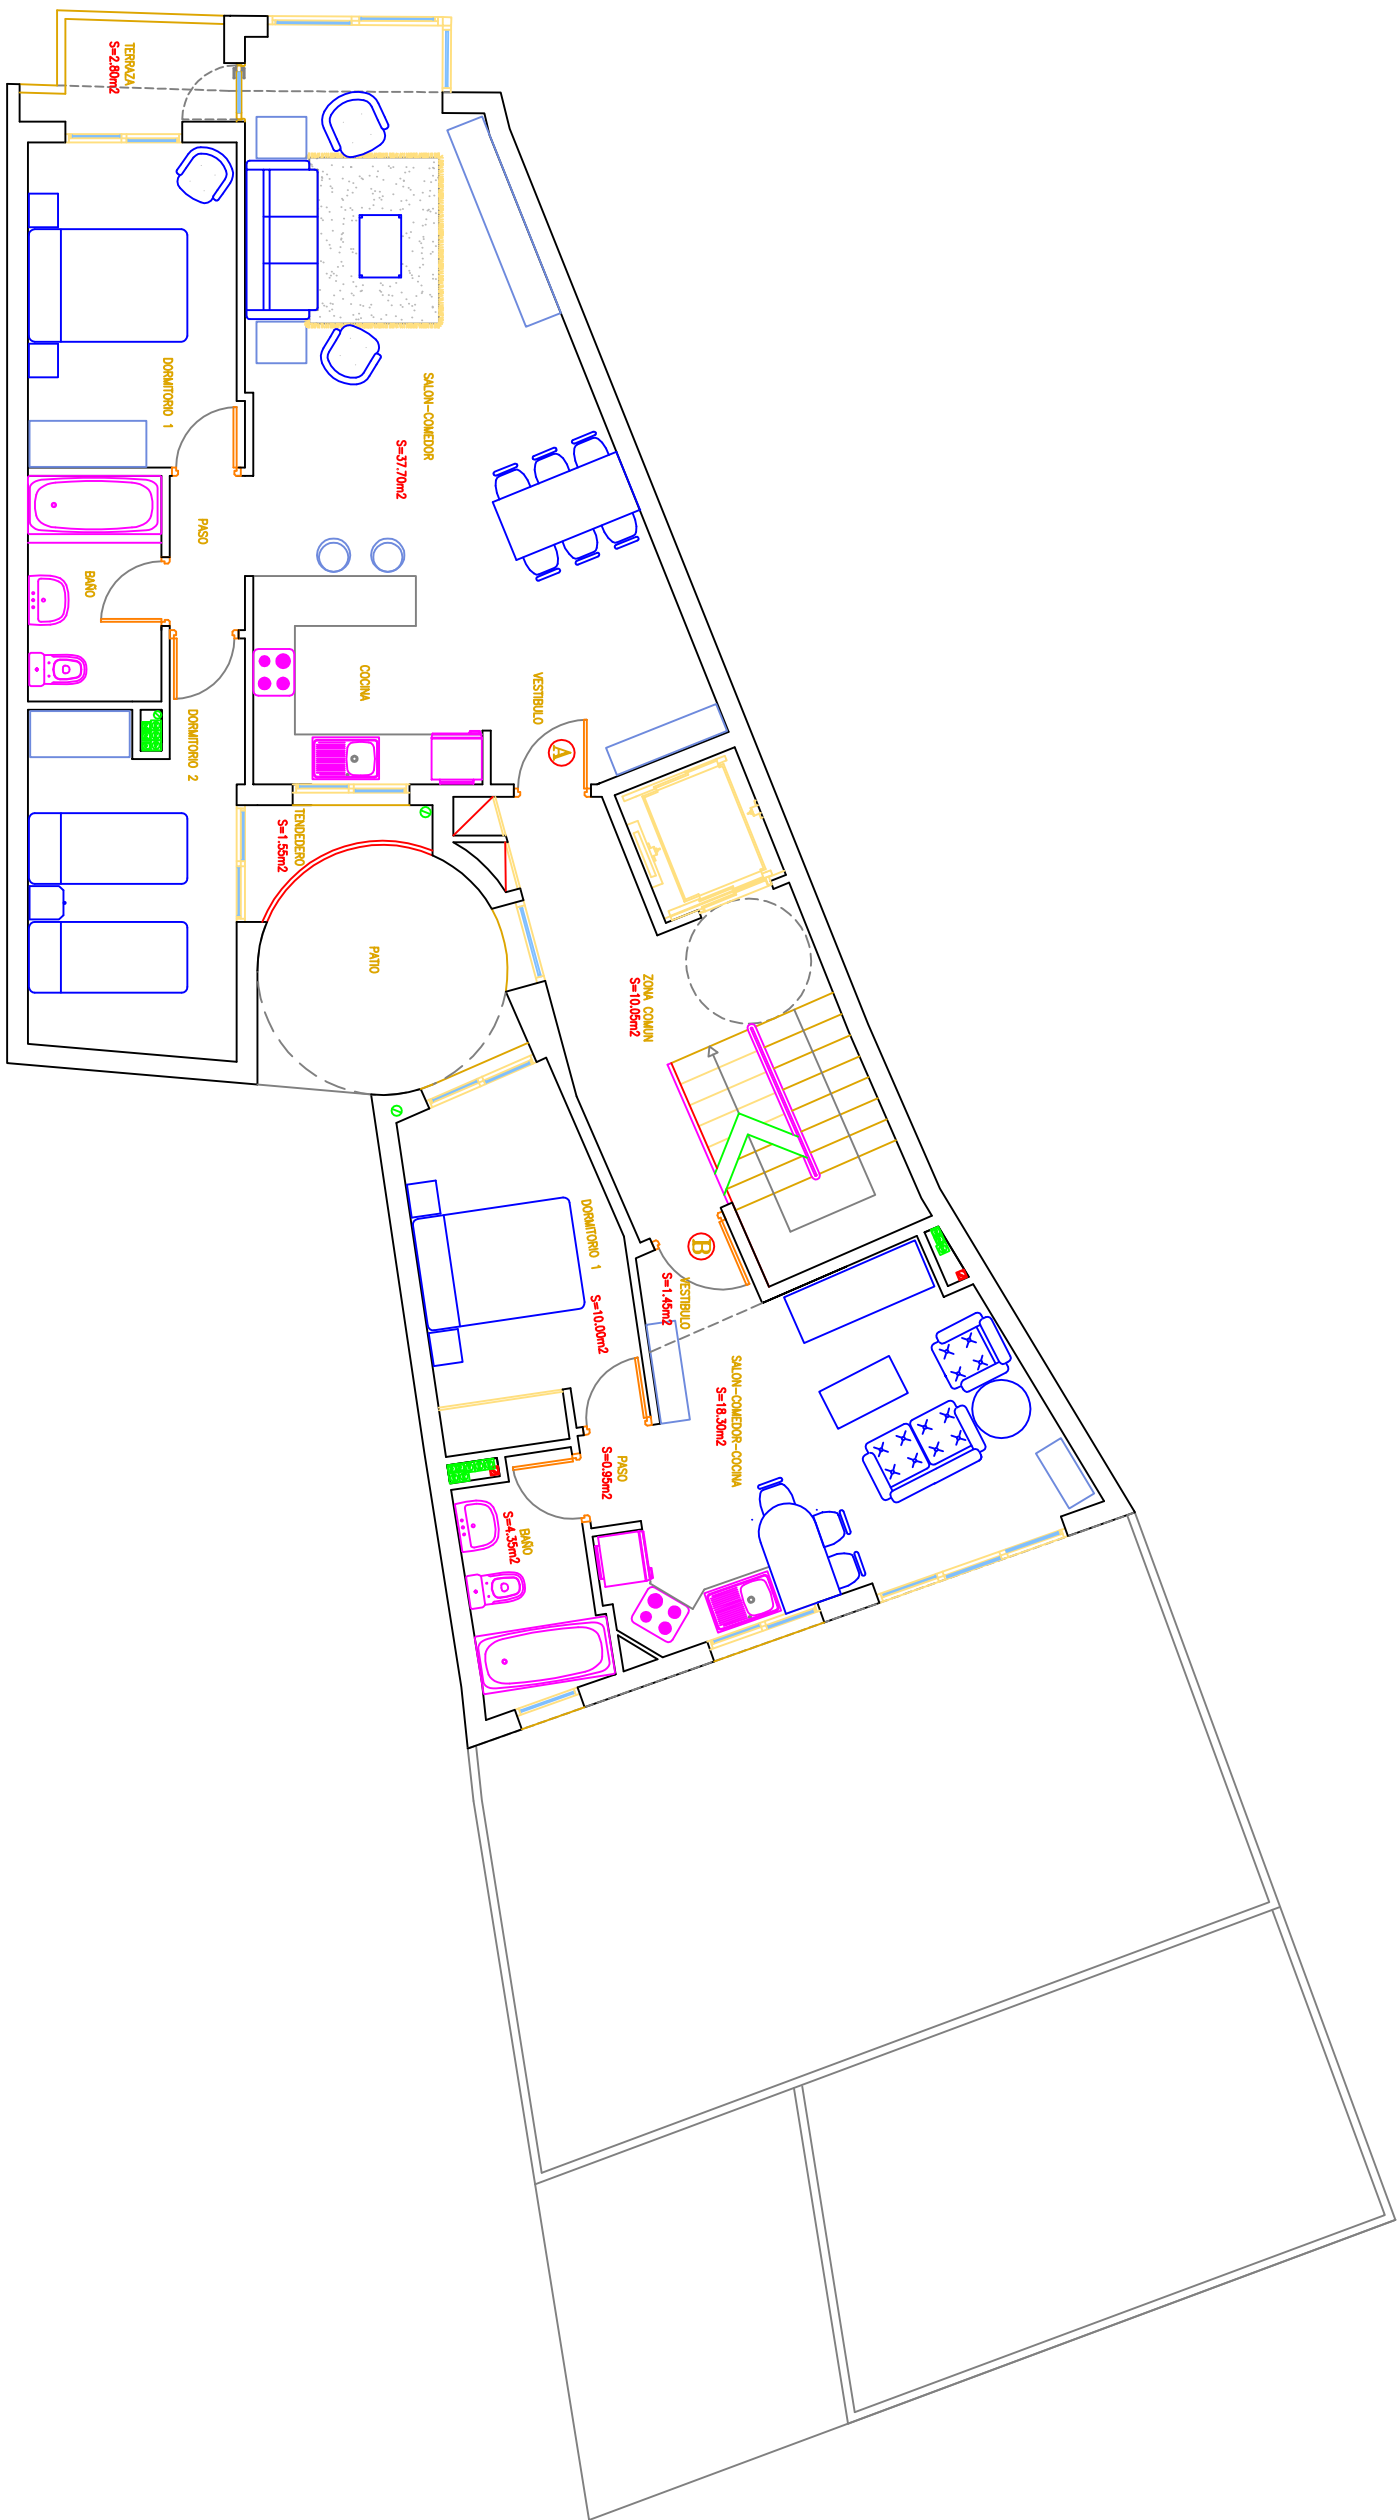 TERRAZA
S=2.80m2
DORMITORIO 1
SALON-COMEDOR
S=37.70m2
PASO
BAÑO
COCINA
VESTIBULO
A
DORMITORIO 2
TENDEDERO
S=1.55m2
PATIO
ZONA COMUN
S=10.05m2
DORMITORIO 1
S=10.00m2
B
VESTIBULO
S=1.45m2
SALON-COMEDOR-COCINA
S=18.30m2
PASO
S=0.95m2
BAÑO
S=4.35m2